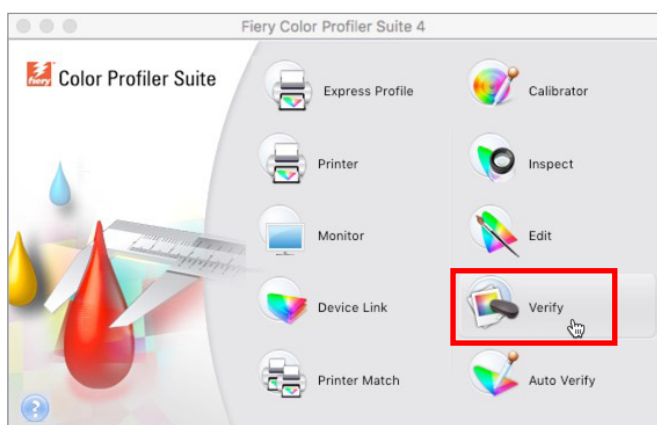 Fiery Color Profiler Suite 4
fiery Color Profiler Suite
Express Profile
Calibrator
Printer
Inspect
Monitor
Edit
Device Link
Verify
Printer Match
Auto Verify
?